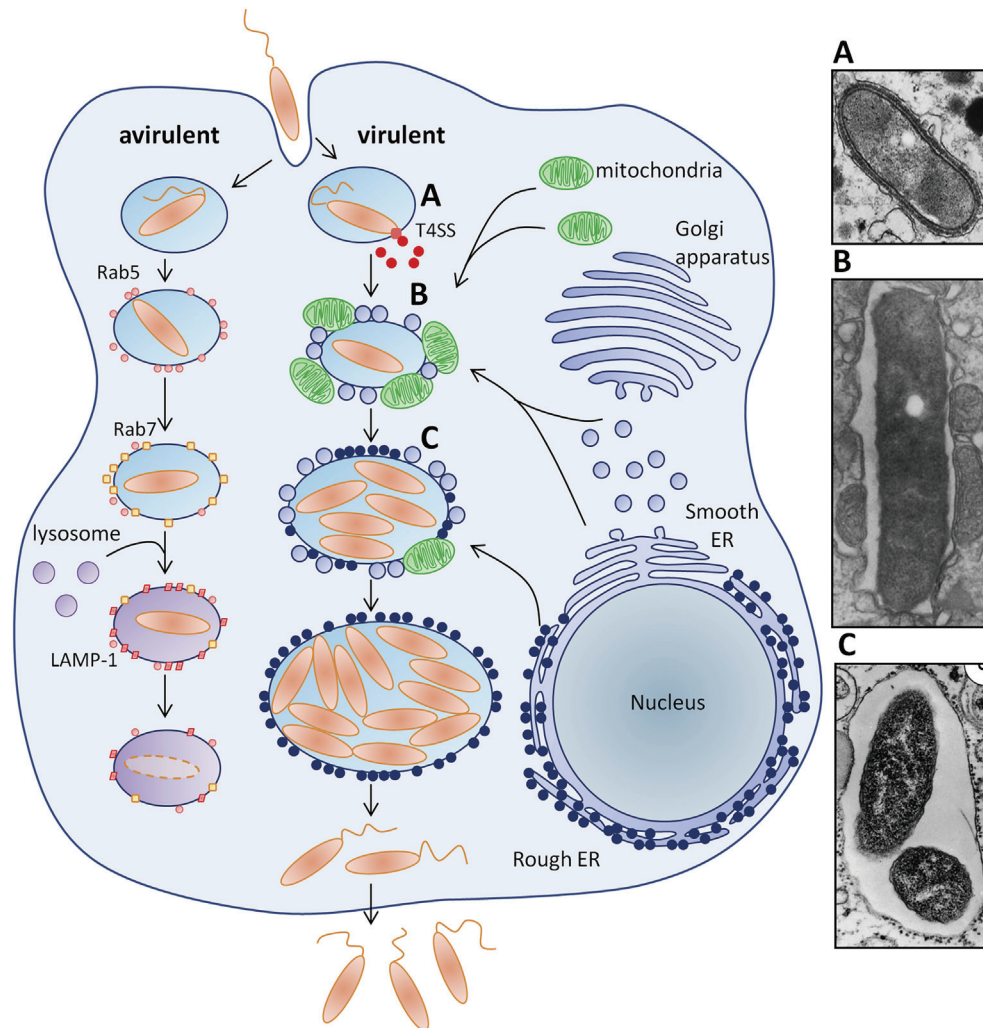 avirulent
virulent
A
T4SS
mitochondria
Golgi
apparatus
Rab5
B
Rab7
C
lysosome
LAMP-1
Smooth
ER
Nucleus
Rough ER
A
B
C